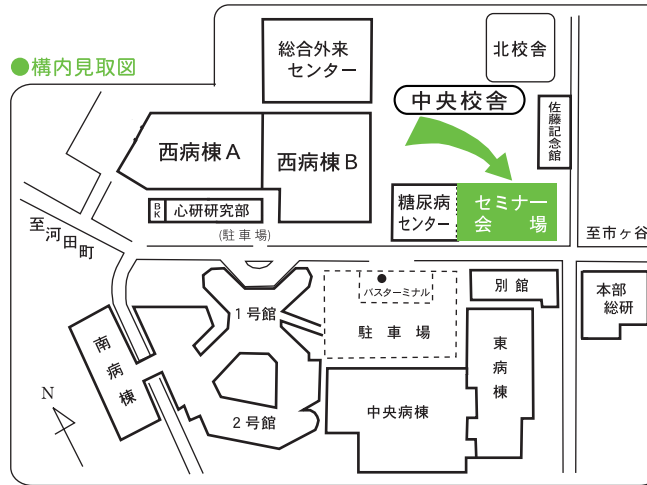 ●構内見取図
総合外来
センター
北校舎
中央校舎
佐藤記念館
西病棟A
西病棟B
糖尿病
センター
セミナー
会場
BK
心研研究部
(駐車場)
至河田町
至市ヶ谷
バスターミナル
駐車場
別館
本部
総研
1号館
南病棟
東病棟
中央病棟
2号館
N